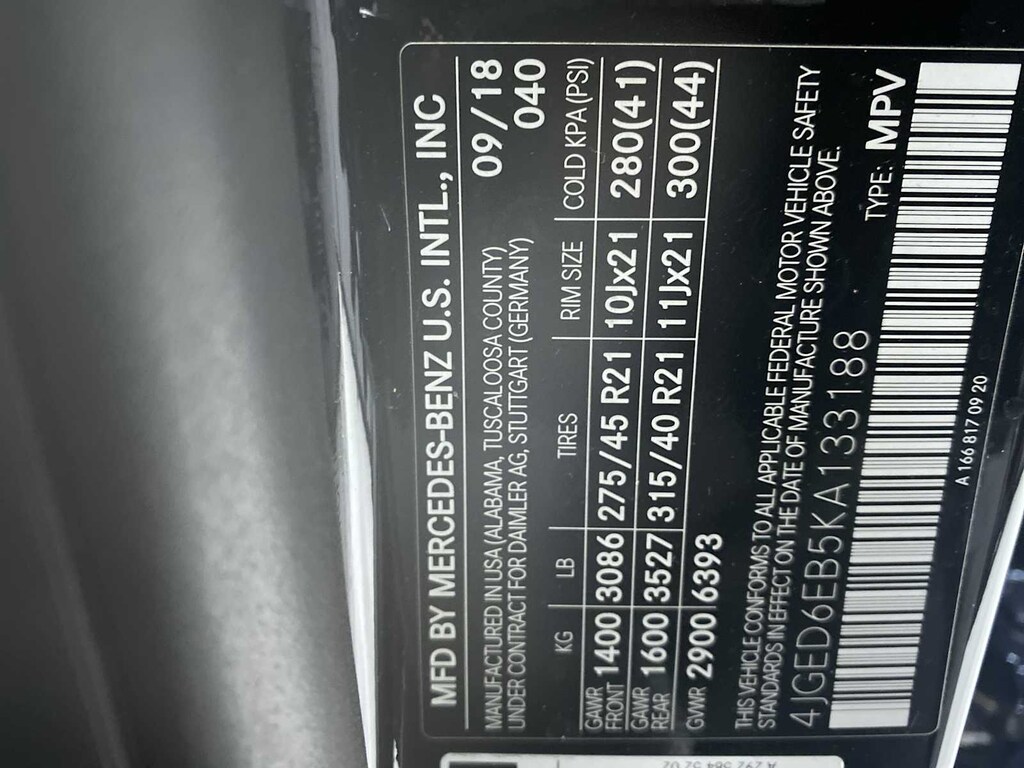 MFD BY MERCEDES-BENZ U.S. INTL., INC
MANUFACTURED IN USA (ALABAMA, TUSCALOOSA COUNTY) 09/18
UNDER CONTRACT FOR DAIMLER AG, STUTTGART (GERMANY) 040
KG LB TIRES RIM SIZE COLD KPA (PSI)
GAWR FRONT 1400 3086 275/45 R21 10Jx21 280(41)
GAWR REAR 1600 3527 315/40 R21 11Jx21 300(44)
GVWR 2900 6393
THIS VEHICLE CONFORMS TO ALL APPLICABLE FEDERAL MOTOR VEHICLE SAFETY
STANDARDS IN EFFECT ON THE DATE OF MANUFACTURE SHOWN ABOVE.
4JGED6EB5KA133188 TYPE: MPV
A 166 817 09 20